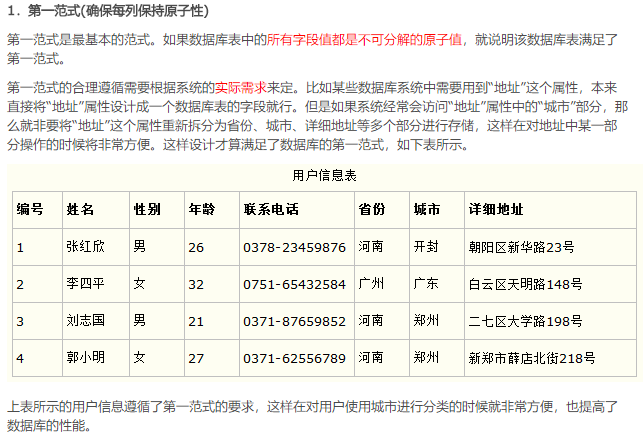 1．第一范式(确保每列保持原子性)
第一范式是最基本的范式。如果数据库表中的所有字段值都是不可分解的原子值，就说明该数据库表满足了
第一范式。
第一范式的合理遵循需要根据系统的实际需求来定。比如某些数据库系统中需要用到“地址”这个属性，本来
直接将“地址”属性设计成一个数据库表的字段就行。但是如果系统经常会访问“地址”属性中的“城市”部分，那
么就非要将“地址”这个属性重新拆分为省份、城市、详细地址等多个部分进行存储，这样在对地址中某一部
分操作的时候将非常方便。这样设计才算满足了数据库的第一范式，如下表所示。
用户信息表
编号 姓名 性别 年龄 联系电话 省份 城市 详细地址
1 张红欣 男 26 0378-23459876 河南 开封 朝阳区新华路23号
2 李四平 女 32 0751-65432584 广州 广东 白云区天明路148号
3 刘志国 男 21 0371-87659852 河南 郑州 二七区大学路198号
4 郭小明 女 27 0371-62556789 河南 郑州 新郑市薛店北街218号
上表所示的用户信息遵循了第一范式的要求，这样在对用户使用城市进行分类的时候就非常方便，也提高了
数据库的性能。